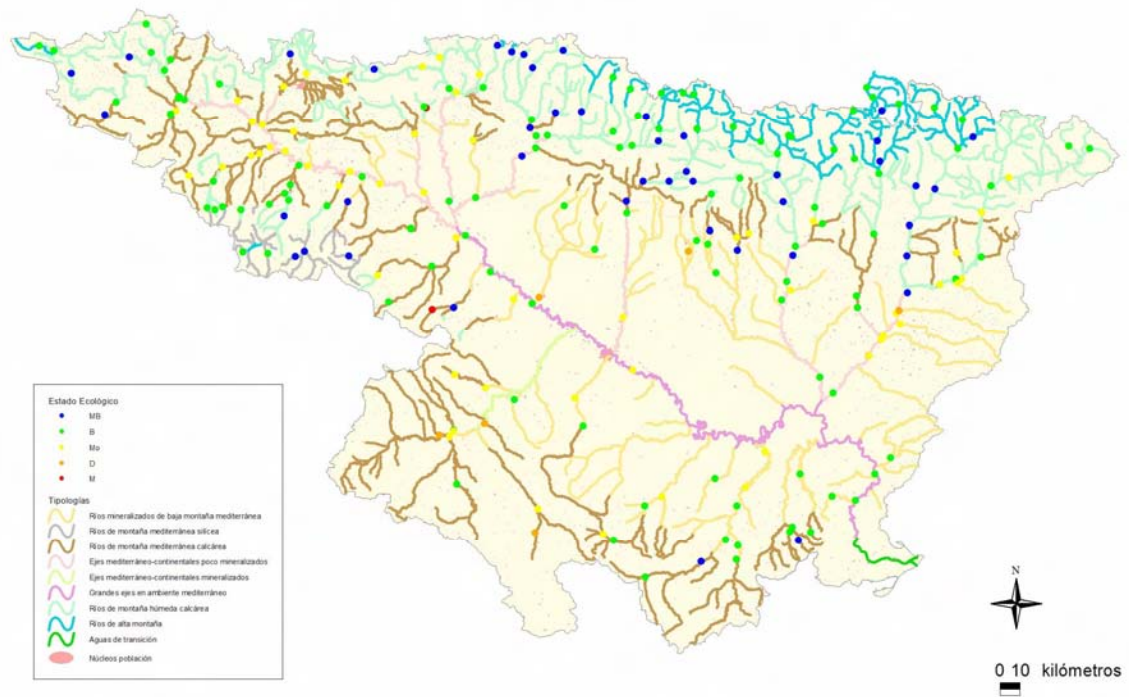 Estado Ecológico
MB
B
Mo
D
M
Tipologías
Ríos mineralizados de baja montaña mediterránea
Ríos de montaña mediterránea silícea
Ríos de montaña mediterránea calcárea
Ejes mediterráneo-continentales poco mineralizados
Ejes mediterráneo-continentales mineralizados
Grandes ejes en ambiente mediterráneo
Ríos de montaña húmeda calcárea
Ríos de alta montaña
Aguas de transición
Núcleos población
N
0 10 kilómetros